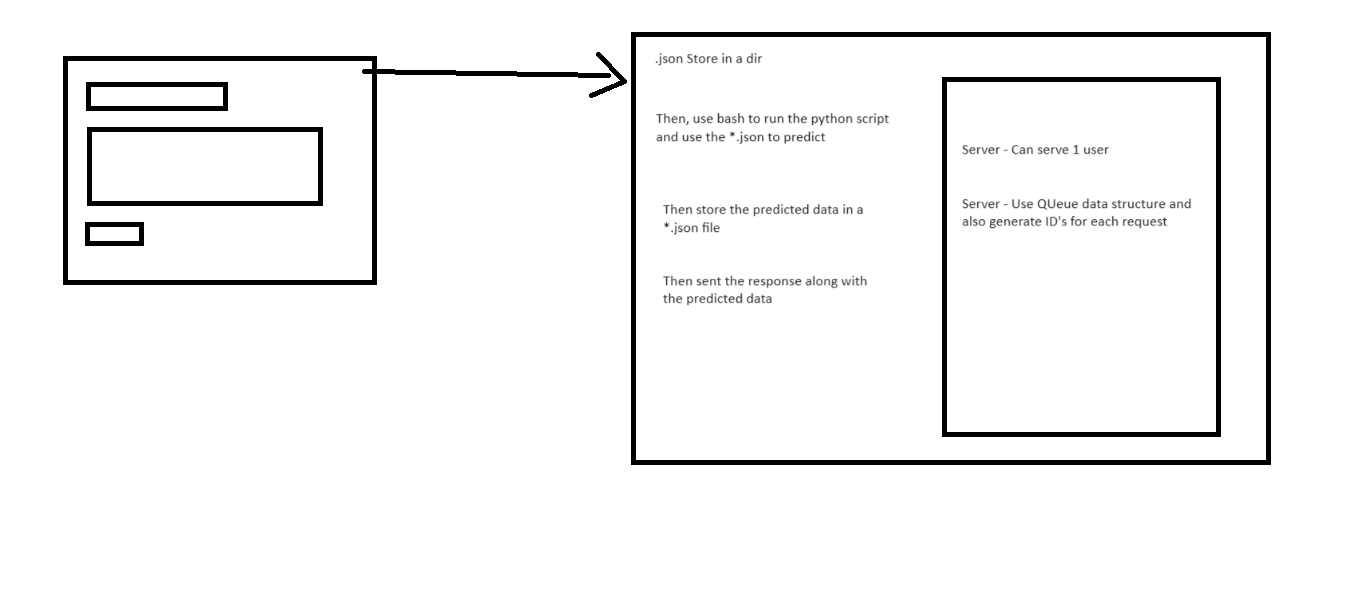 .json Store in a dir
Then, use bash to run the python script
and use the *.json to predict
Then store the predicted data in a
*.json file
Then sent the response along with
the predicted data
Server - Can serve 1 user
Server - Use QUeue data structure and
also generate ID's for each request